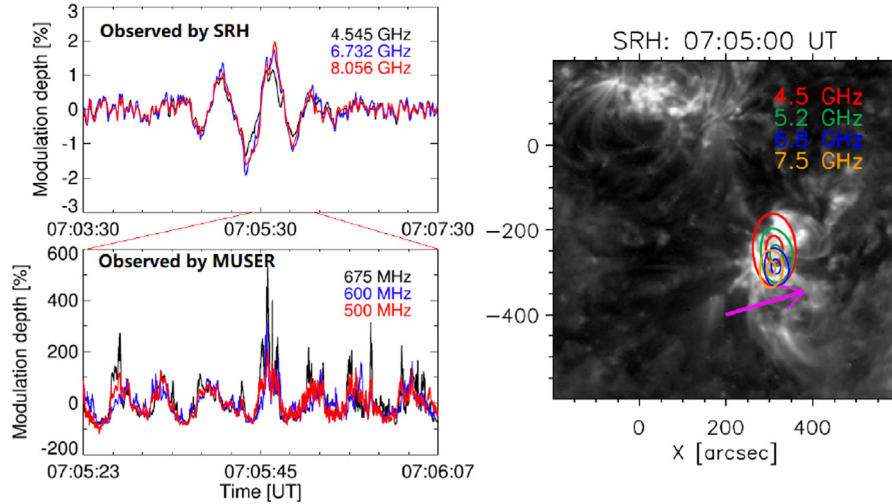 Observed by SRH
4.545 GHz
6.732 GHz
8.056 GHz
Modulation depth [%]
3
2
1
0
-1
-2
-3
07:03:30 07:05:30 07:07:30
Observed by MUSER
675 MHz
600 MHz
500 MHz
Modulation depth [%]
600
400
200
0
-200
07:05:23 07:05:45 07:06:07
Time [UT]
SRH: 07:05:00 UT
4.5 GHz
5.2 GHz
6.8 GHz
7.5 GHz
0
-200
-400
0 200 400
X [arcsec]